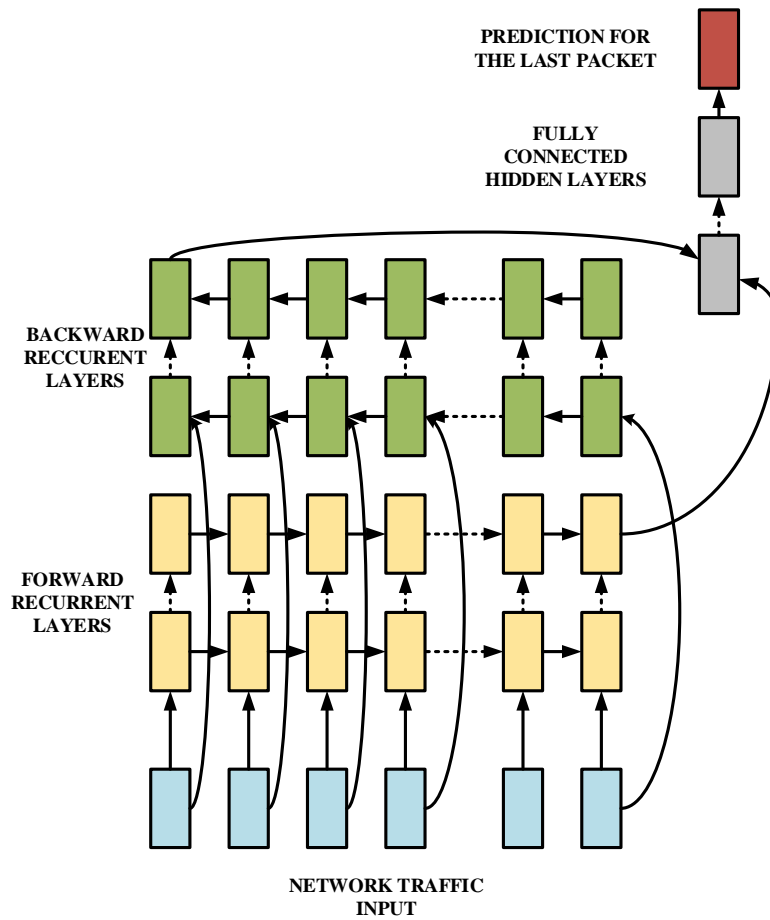 PREDICTION FOR
THE LAST PACKET
FULLY
CONNECTED
HIDDEN LAYERS
BACKWARD
RECCURENT
LAYERS
FORWARD
RECURRENT
LAYERS
NETWORK TRAFFIC
INPUT